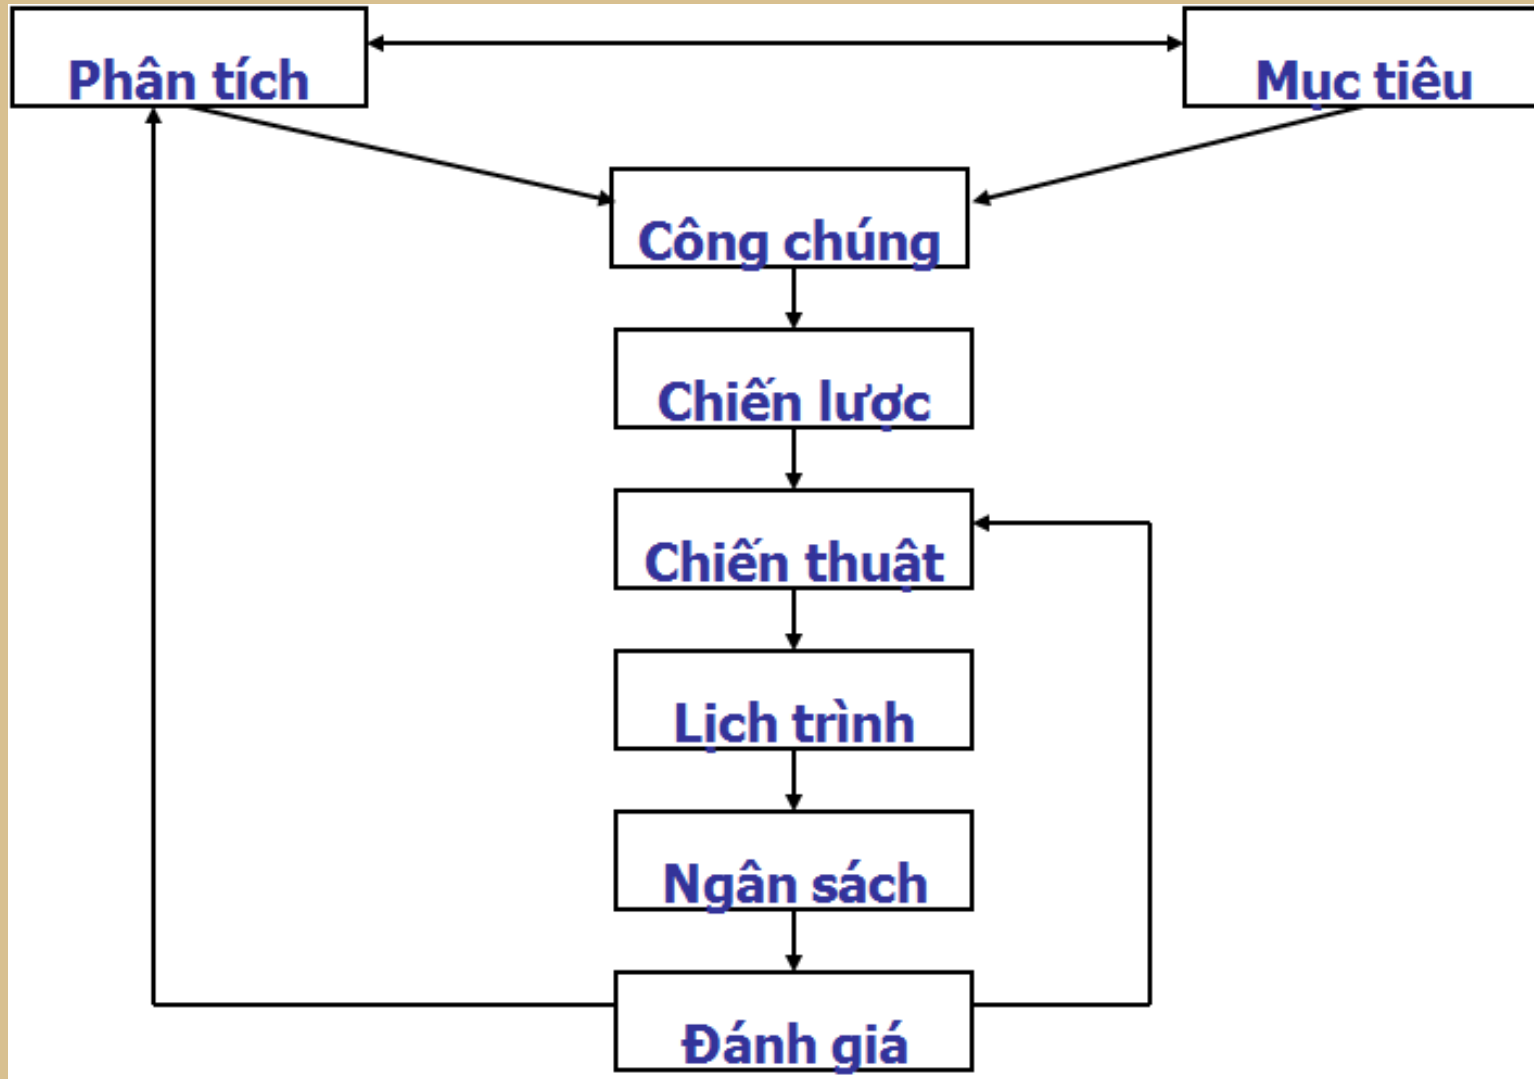 Phân tích
Mục tiêu
Công chúng
Chiến lược
Chiến thuật
Lịch trình
Ngân sách
Đánh giá